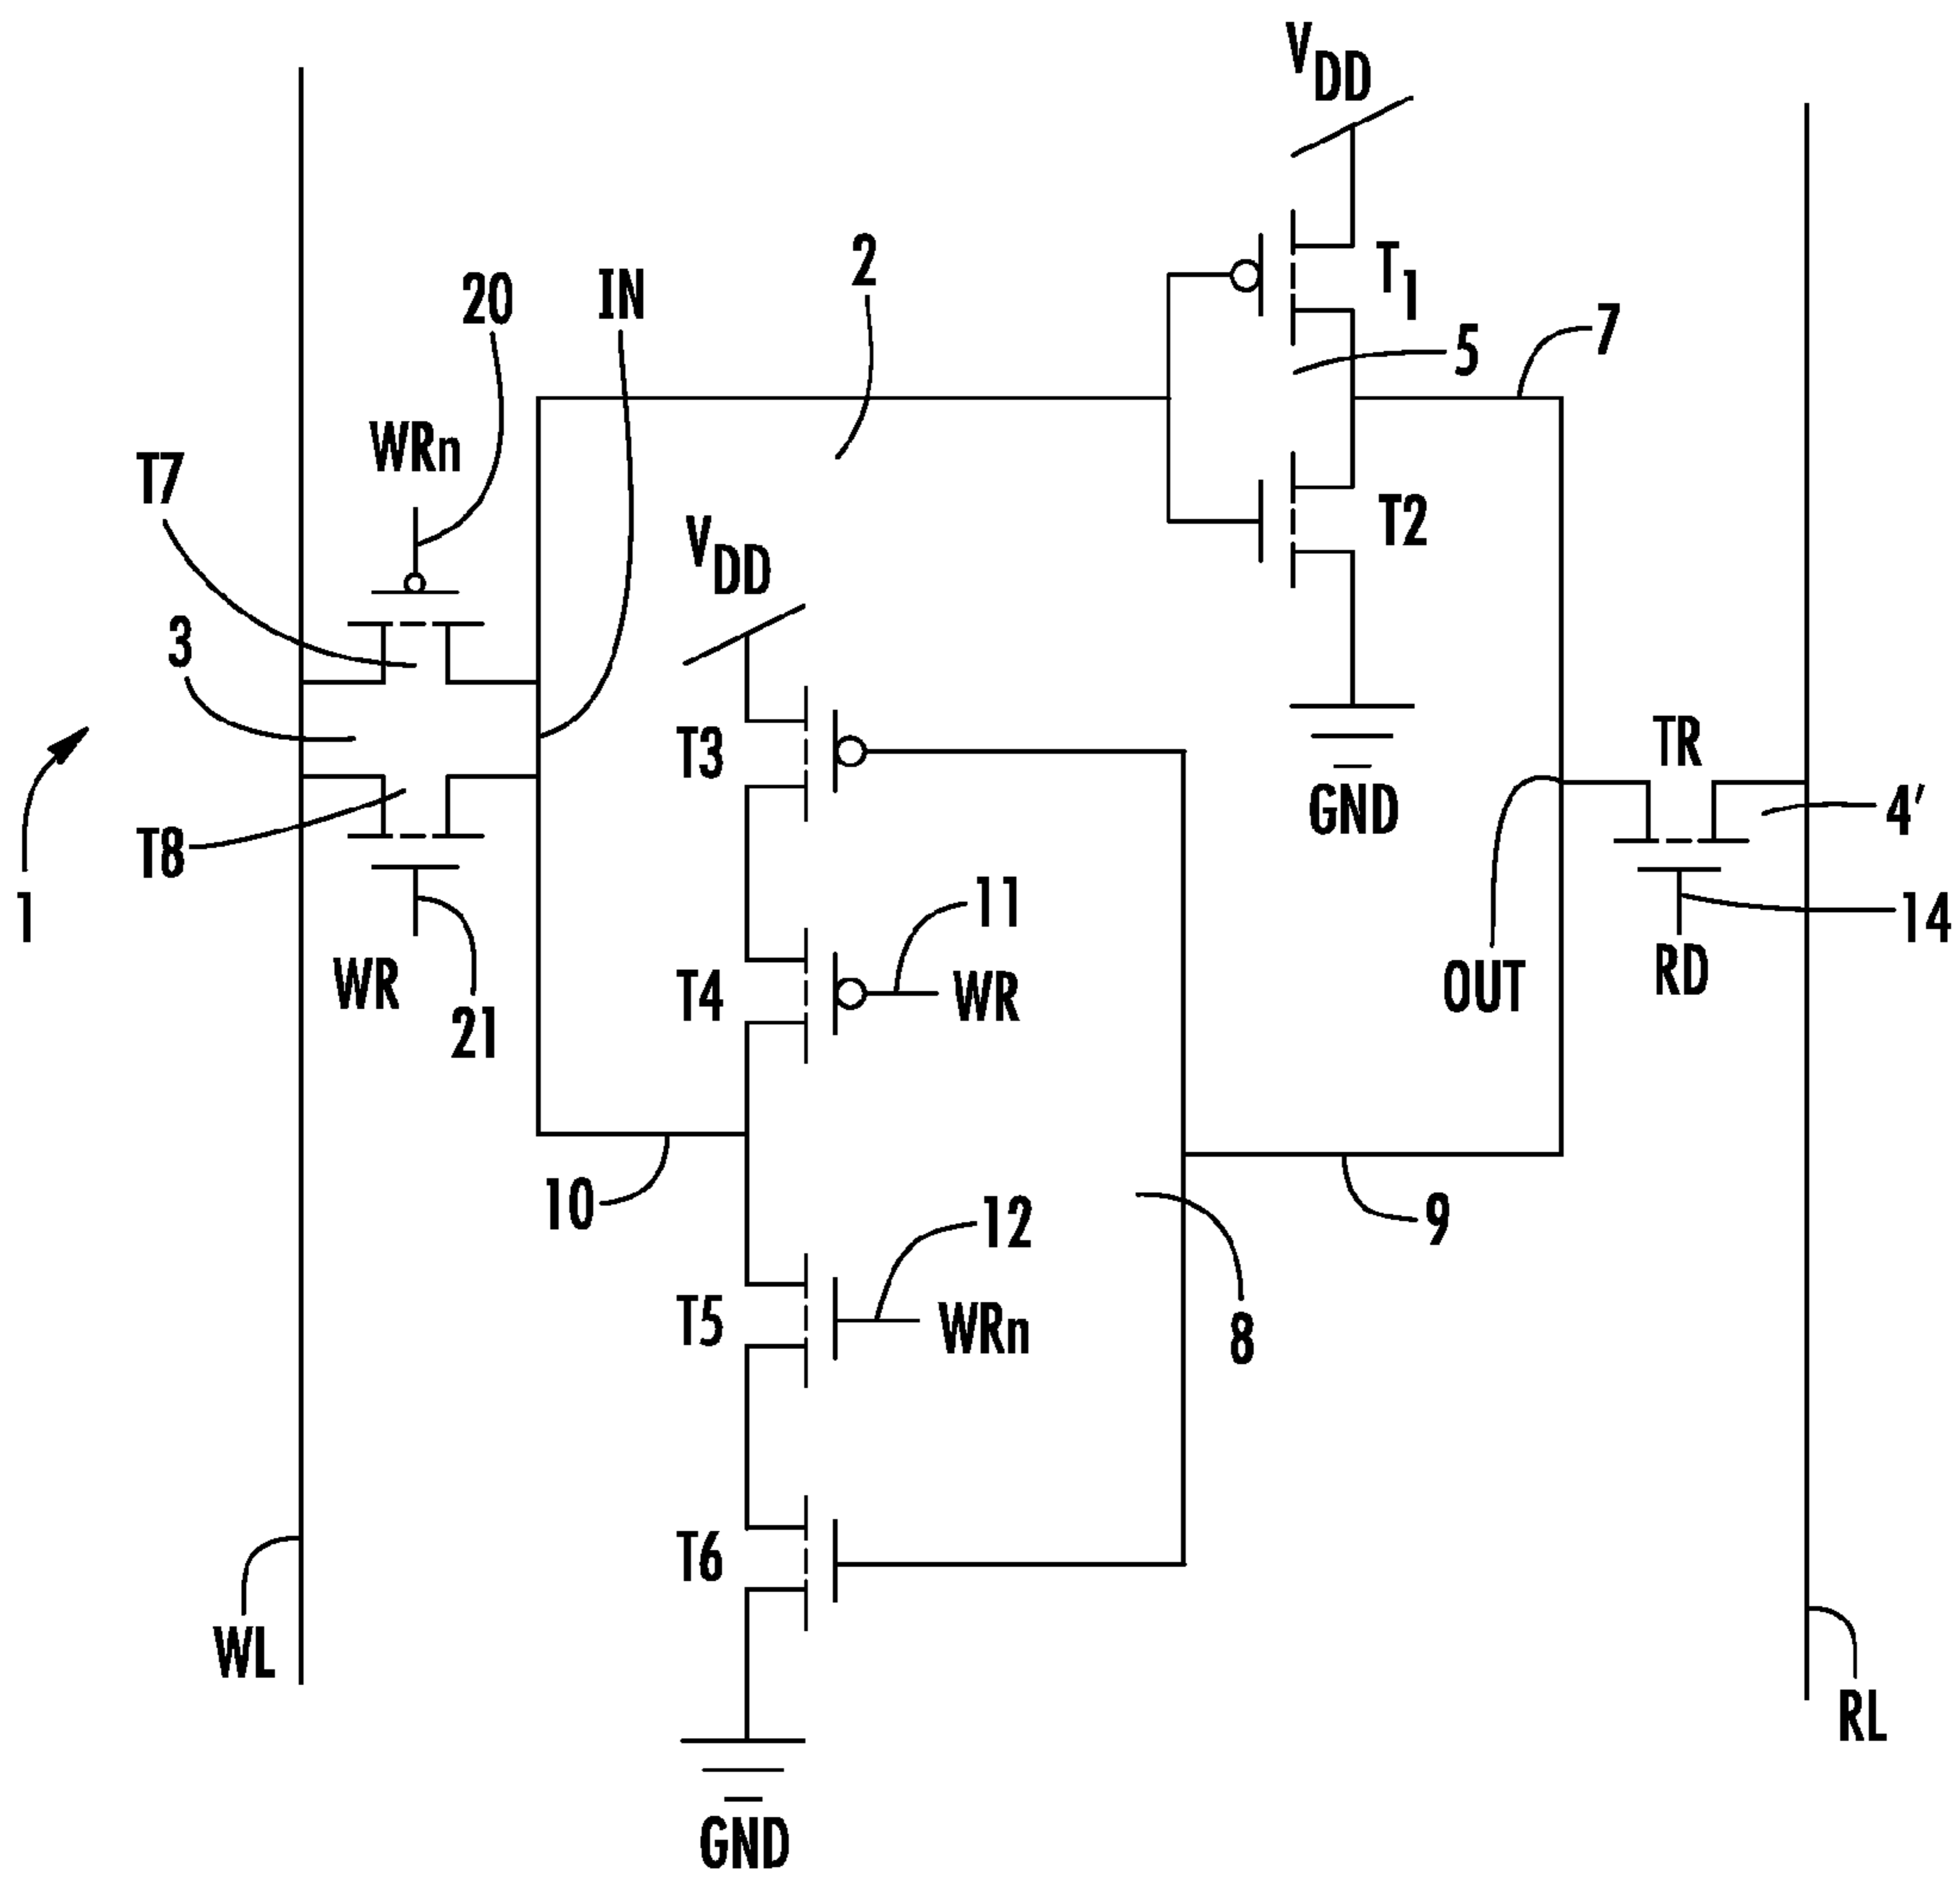 VDD
T1
2
20
IN
7
5
WRn
T7
T2
VDD
3
T3
TR
GND
4'
T8
1
11
14
WR
T4
WR
OUT
RD
21
10
12
9
T5
WRn
8
T6
WL
RL
GND